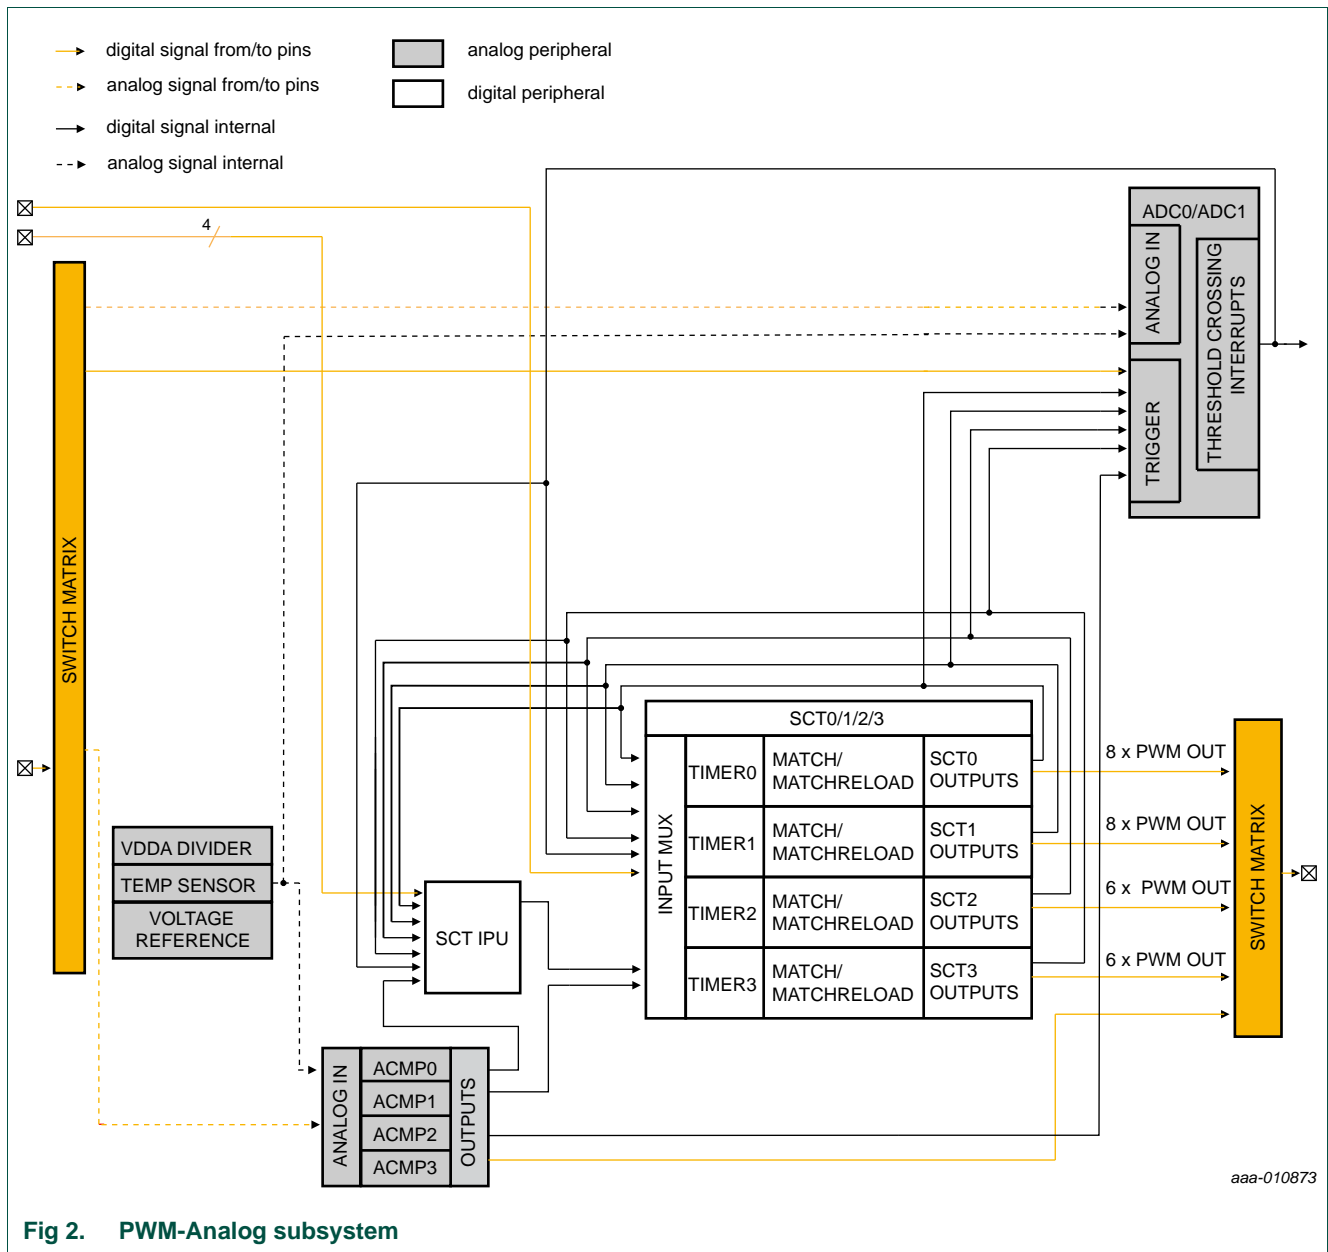 digital signal from/to pins
analog signal from/to pins
digital signal internal
analog signal internal
analog peripheral
digital peripheral
4
ADC0/ADC1
ANALOG IN
TRIGGER
THRESHOLD CROSSING
INTERRUPTS
SWITCH MATRIX
VDDA DIVIDER
TEMP SENSOR
VOLTAGE
REFERENCE
SCT IPU
SCT0/1/2/3
INPUT MUX
TIMER0
MATCH/
MATCHRELOAD
SCT0
OUTPUTS
TIMER1
MATCH/
MATCHRELOAD
SCT1
OUTPUTS
TIMER2
MATCH/
MATCHRELOAD
SCT2
OUTPUTS
TIMER3
MATCH/
MATCHRELOAD
SCT3
OUTPUTS
8 x PWM OUT
8 x PWM OUT
6 x PWM OUT
6 x PWM OUT
SWITCH MATRIX
ANALOG IN
ACMP0
ACMP1
ACMP2
ACMP3
OUTPUTS
aaa-010873
Fig 2. PWM-Analog subsystem